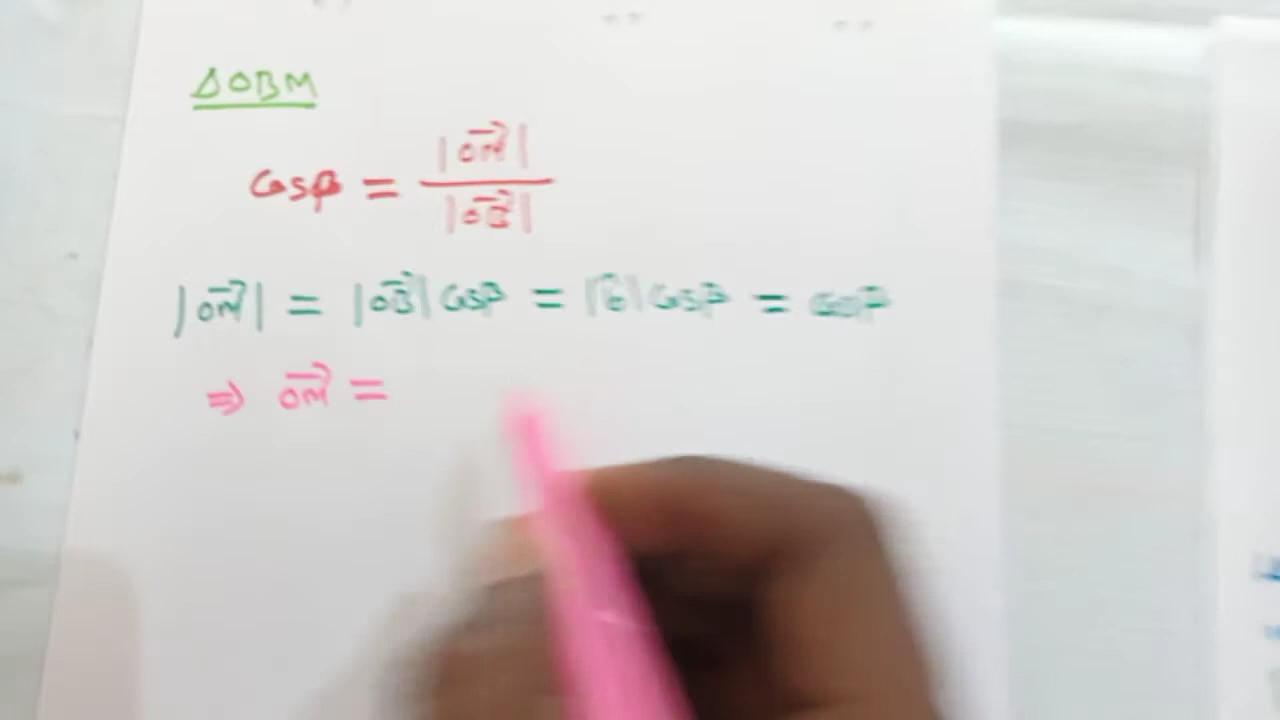 ΔOBM
cosβ = |OM⃗| / |OB⃗|
|OM⃗| = |OB⃗| cosβ = |b⃗| cosβ = cosβ
⇒ OM⃗ =